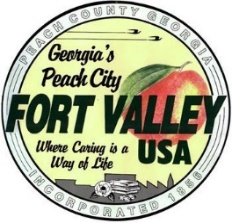 PEACH COUNTY GEORGIA
Georgia's
Peach City
FORT VALLEY
USA
Where Caring is a
Way of Life
INCORPORATED 1856